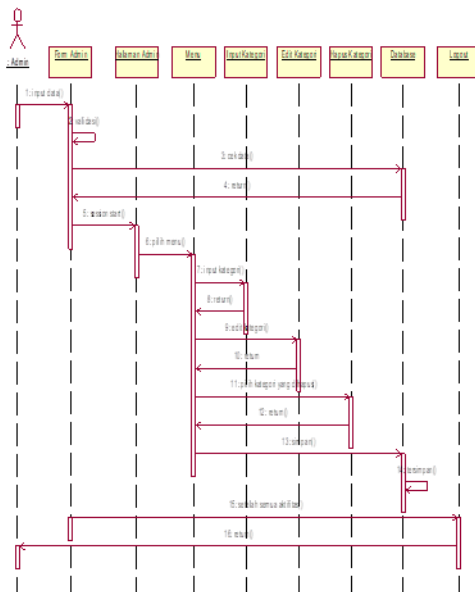 : Admin
Form Admin
Halaman Admin
Menu
Input Kategori
Edit Kategori
Hapus Kategori
Database
Logout
1: input data()
2: validasi()
3: cek data()
4: return()
5: session start()
6: pilih menu()
7: input kategori()
8: return()
9: edit kategori()
10: return
11: pilih kategori yang dihapus()
12: return()
13: simpan()
14: tersimpan()
15: setelah semua aktifitas()
16: return()